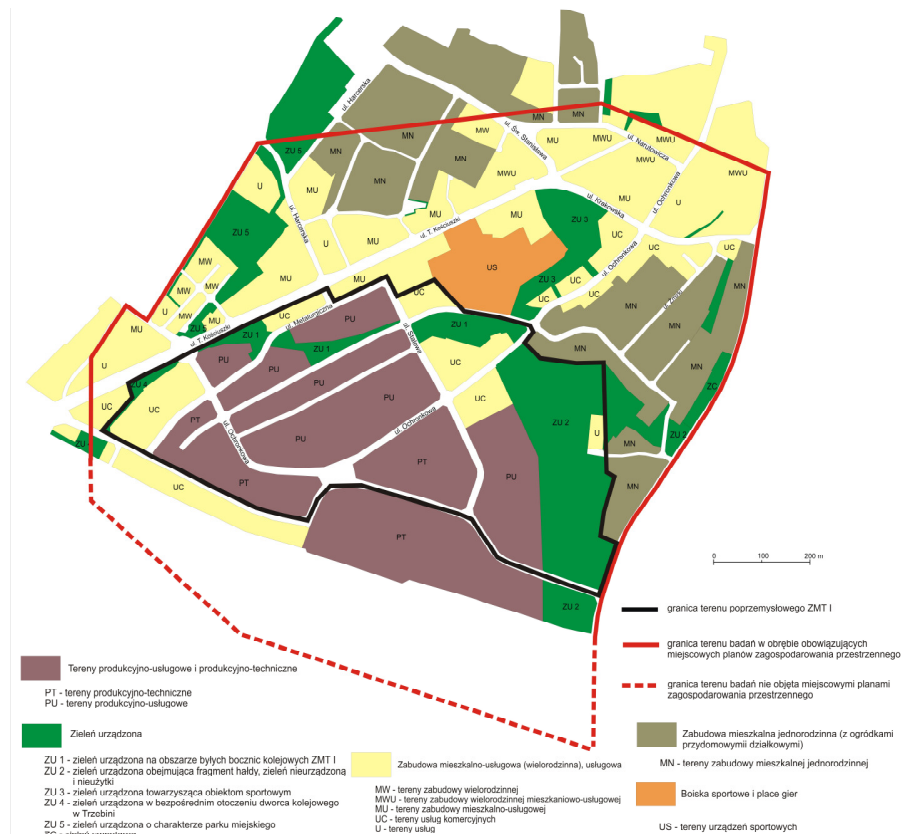 ul. Harcerska
MN
MN
MN
ul. Św. Stanisława
ul. Narutowicza
MW
MU
MWU
MWU
ZU 5
MN
MN
MN
MWU
MWU
U
MU
MWU
ul. Ochronkowa
MU
ul. Krakowska
U
ul. Harcerska
ZU 5
U
MU
MU
ul. T. Kościuszki
MU
ZU 3
UC
UC
UC
MW
MU
MU
US
ZU 3
ul. Ochronkowa
UC
MN
MW
MW
U
MW
UC
UC
UC
MN
MU
ZU 5
MU
UC
ul. Metalurgiczna
PU
ul. T. Kościuszki
ZU 1
ZU 1
ul. Stalowa
ZU 1
MN
MN
U
PU
PU
PU
UC
ZU 4
UC
UC
PU
UC
ZC
PT
ul. Ochronkowa
PU
ul. Ochronkowa
ZU 2
U
MN
ZU 2
PT
PT
PU
MN
UC
PT
ZU 2
0 100 200 m
granica terenu poprzemysłowego ZMT I
granica terenu badań w obrębie obowiązujących
miejscowych planów zagospodarowania przestrzennego
granica terenu badań nie objęta miejscowymi planami
zagospodarowania przestrzennego
Tereny produkcyjno-usługowe i produkcyjno-techniczne
PT - tereny produkcyjno-techniczne
PU - tereny produkcyjno-usługowe
Zieleń urządzona
ZU 1 - zieleń urządzona na obszarze byłych bocznic kolejowych ZMT I
ZU 2 - zieleń urządzona obejmująca fragment hałdy, zieleń nieurządzona
i nieużytki
ZU 3 - zieleń urządzona towarzysząca obiektom sportowym
ZU 4 - zieleń urządzona w bezpośrednim otoczeniu dworca kolejowego
w Trzebini
ZU 5 - zieleń urządzona o charakterze parku miejskiego
Zabudowa mieszkalno-usługowa (wielorodzinna), usługowa
MW - tereny zabudowy wielorodzinnej
MWU - tereny zabudowy wielorodzinnej mieszkaniowo-usługowej
MU - tereny zabudowy mieszkalno-usługowej
UC - tereny usług komercyjnych
U - tereny usług
Zabudowa mieszkalna jednorodzinna (z ogródkami
przydomowymii działkowymi)
MN - tereny zabudowy mieszkalnej jednorodzinnej
Boiska sportowe i place gier
US - tereny urządzeń sportowych